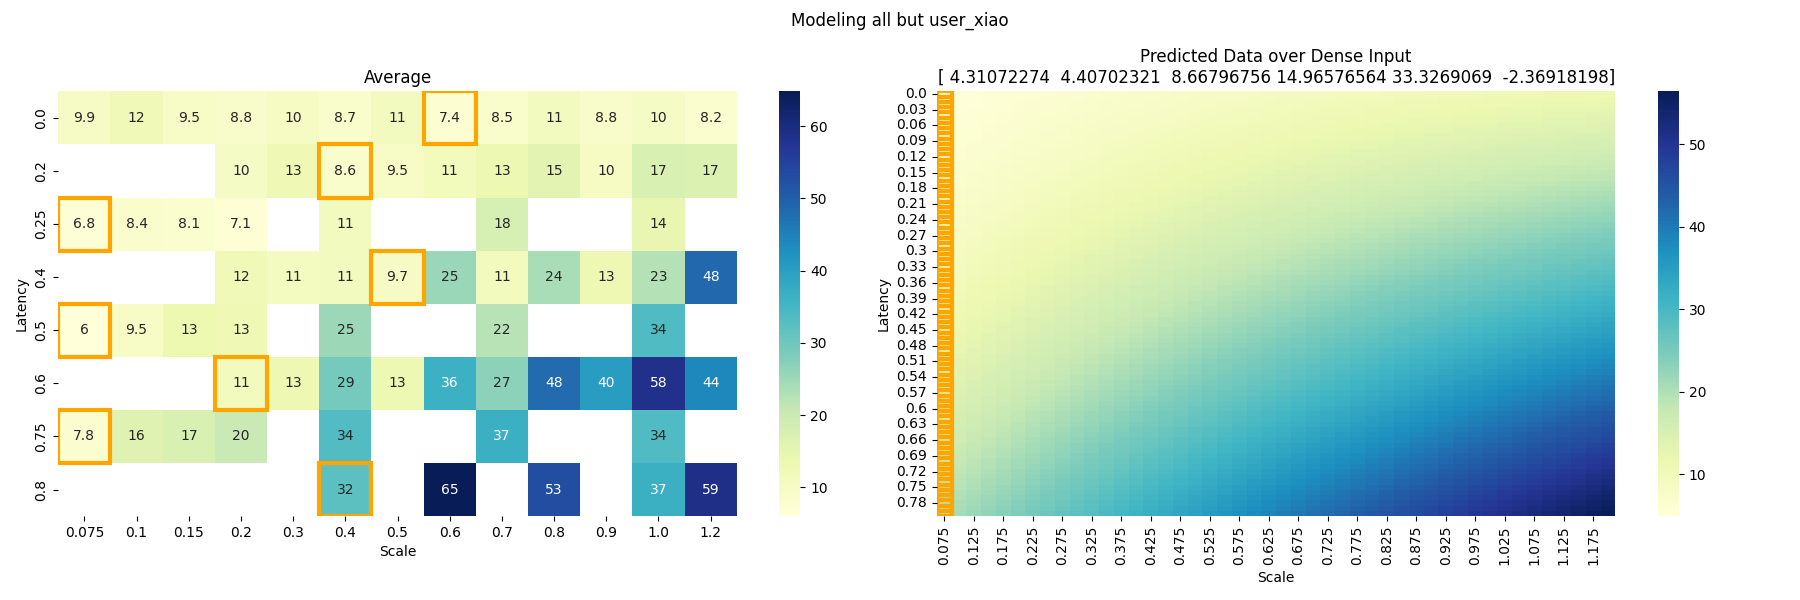 Modeling all but user_xiao
Average
0.0 9.9 12 9.5 8.8 10 8.7 11 7.4 8.5 11 8.8 10 8.2
0.2 10 13 8.6 9.5 11 13 15 10 17 17
0.25 6.8 8.4 8.1 7.1 11 18 14
0.4 12 11 11 9.7 25 11 24 13 23 48
0.5 6 9.5 13 13 25 22 34
0.6 11 13 29 13 36 27 48 40 58 44
0.75 7.8 16 17 20 34 37 34
0.8 32 65 53 37 59
Latency
0.075 0.1 0.15 0.2 0.3 0.4 0.5 0.6 0.7 0.8 0.9 1.0 1.2
Scale
60
50
40
30
20
10
Predicted Data over Dense Input
[ 4.31072274 4.40702321 8.66796756 14.96576564 33.3269069 -2.36918198]
0.0
0.03
0.06
0.09
0.12
0.15
0.18
0.21
0.24
0.27
0.3
0.33
0.36
0.39
0.42
0.45
0.48
0.51
0.54
0.57
0.6
0.63
0.66
0.69
0.72
0.75
0.78
Latency
0.075 0.125 0.175 0.225 0.275 0.325 0.375 0.425 0.475 0.525 0.575 0.625 0.675 0.725 0.775 0.825 0.875 0.925 0.975 1.025 1.075 1.125 1.175
Scale
50
40
30
20
10